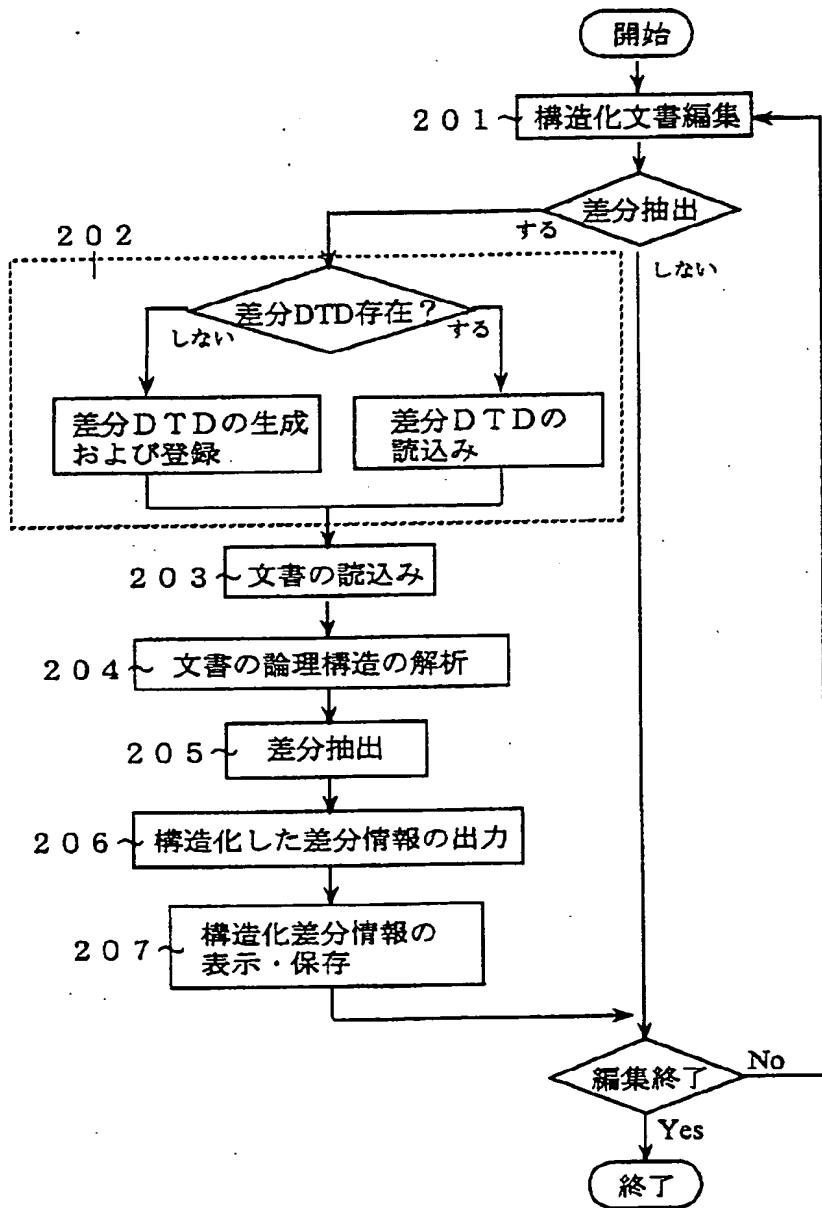 開始
201～構造化文書編集
差分抽出
する
しない
202
差分DTD存在？
しない
する
差分DTDの生成
および登録
差分DTDの
読込み
203～文書の読込み
204～文書の論理構造の解析
205～差分抽出
206～構造化した差分情報の出力
207～構造化差分情報の
表示・保存
編集終了
No
Yes
終了